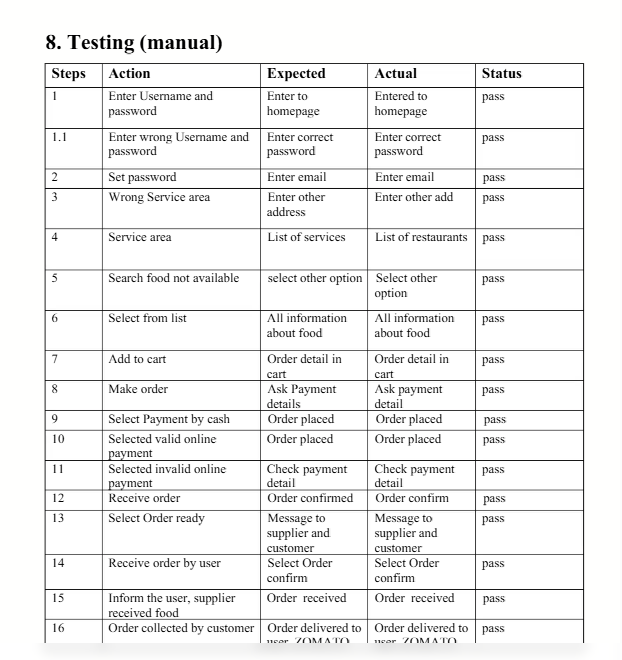 8. Testing (manual)
Steps Action Expected Actual Status
1 Enter Username and password Enter to homepage Entered to homepage pass
1.1 Enter wrong Username and password Enter correct password Enter correct password pass
2 Set password Enter email Enter email pass
3 Wrong Service area Enter other address Enter other add pass
4 Service area List of services List of restaurants pass
5 Search food not available select other option Select other option pass
6 Select from list All information about food All information about food pass
7 Add to cart Order detail in cart Order detail in cart pass
8 Make order Ask Payment details Ask payment detail pass
9 Select Payment by cash Order placed Order placed pass
10 Selected valid online payment Order placed Order placed pass
11 Selected invalid online payment Check payment detail Check payment detail pass
12 Receive order Order confirmed Order confirm pass
13 Select Order ready Message to supplier and customer Message to supplier and customer pass
14 Receive order by user Select Order confirm Select Order confirm pass
15 Inform the user, supplier received food Order received Order received pass
16 Order collected by customer Order delivered to user, ZOMATO Order delivered to user, ZOMATO pass